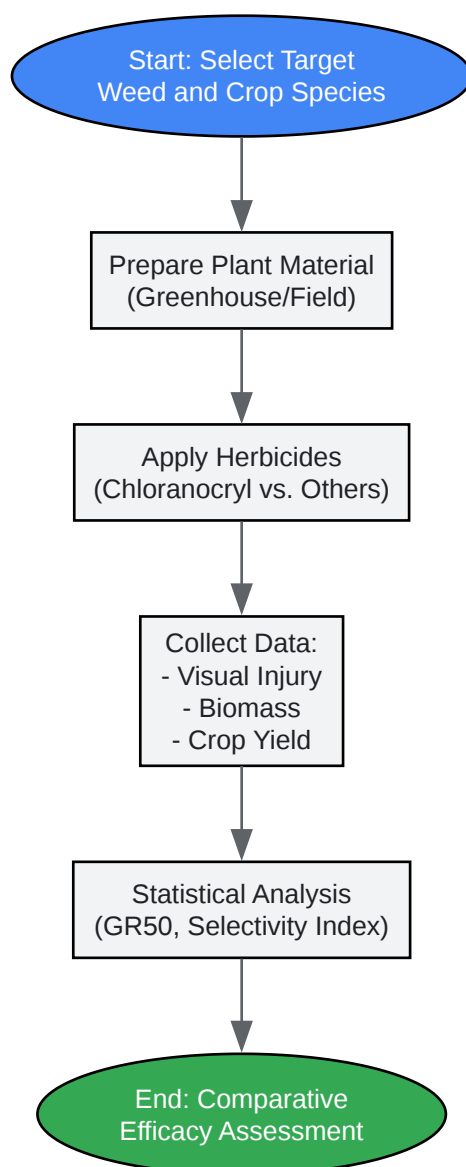 Start: Select Target
Weed and Crop Species
Prepare Plant Material
(Greenhouse/Field)
Apply Herbicides
(Chloranocryl vs. Others)
Collect Data:
- Visual Injury
- Biomass
- Crop Yield
Statistical Analysis
(GR50, Selectivity Index)
End: Comparative
Efficacy Assessment